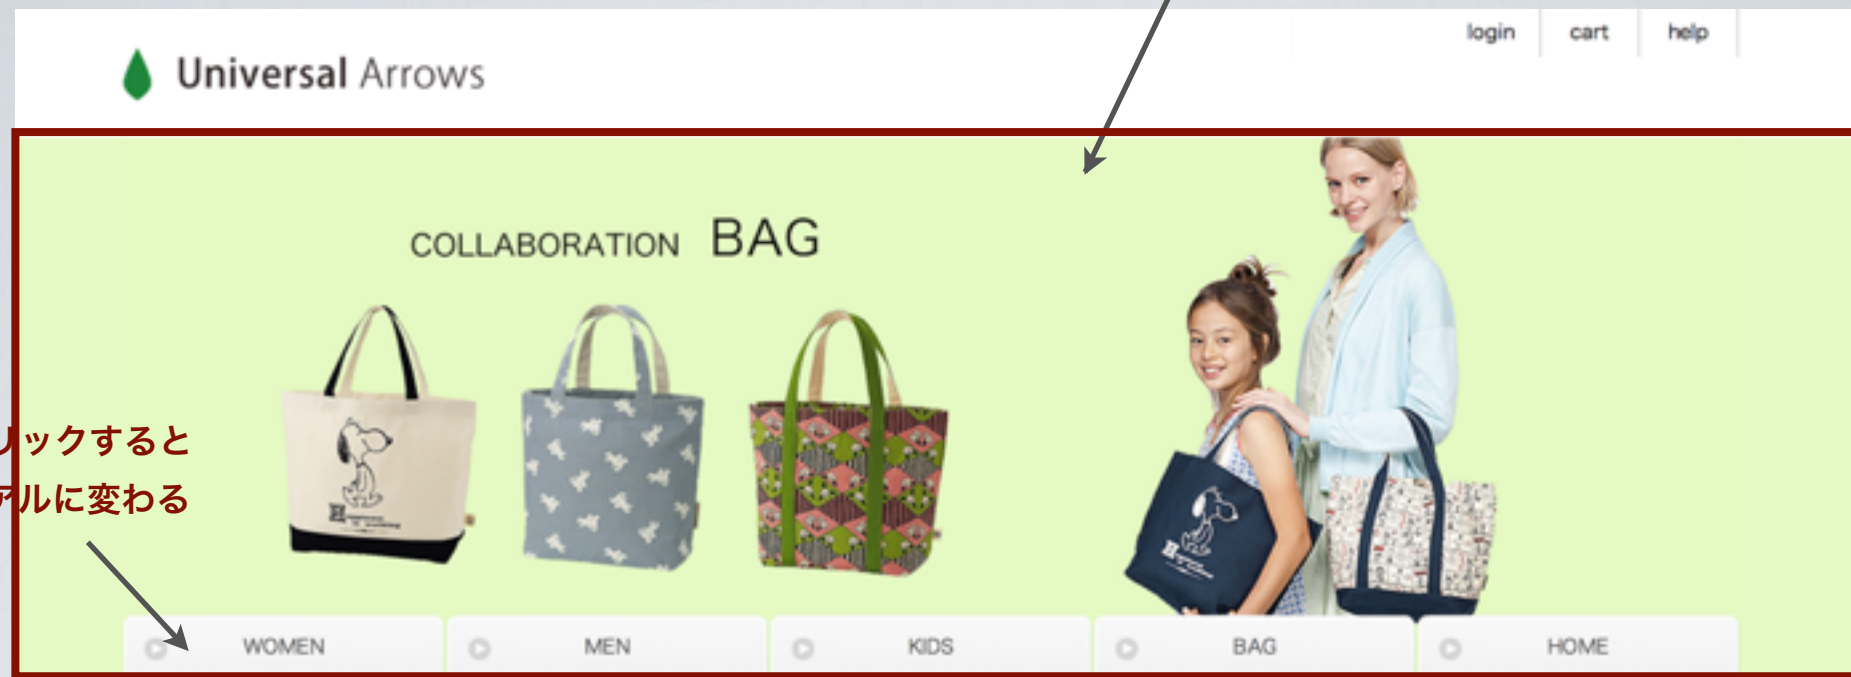 login cart help
Universal Arrows
COLLABORATION BAG
リックすると
アルに変わる
WOMEN MEN KIDS BAG HOME